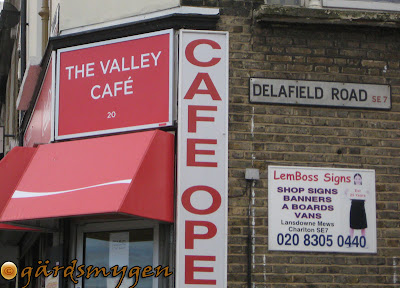 THE VALLEY
CAFÉ
20
CAFE OPE
DELAFIELD ROAD SE7
LemBoss Signs
SHOP SIGNS
BANNERS
A BOARDS
VANS
Lansdowne Mews
Charlton SE7
020 8305 0440
© gärdsmygen